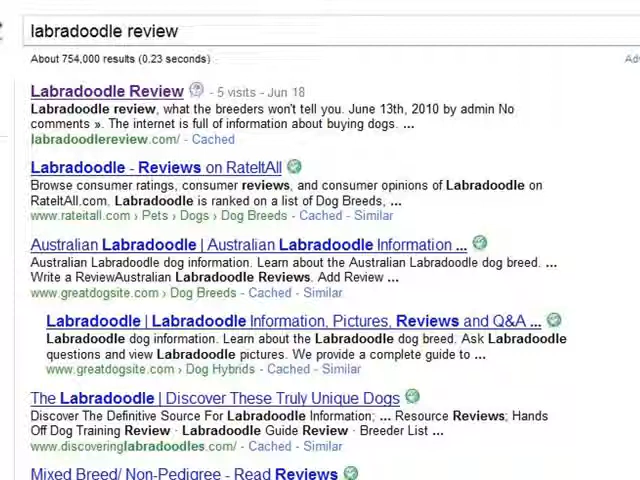 labradoodle review
About 754,000 results (0.23 seconds)
Labradoodle Review - 5 visits - Jun 18
Labradoodle review, what the breeders won't tell you. June 13th, 2010 by admin No
comments ». The internet is full of information about buying dogs. ...
labradoodlereview.com/ - Cached
Labradoodle - Reviews on RateItAll
Browse consumer ratings, consumer reviews, and consumer opinions of Labradoodle on
RateItAll.com. Labradoodle is ranked on a list of Dog Breeds, ...
www.rateitall.com › Pets › Dogs › Dog Breeds - Cached - Similar
Australian Labradoodle | Australian Labradoodle Information ...
Australian Labradoodle dog information. Learn about the Australian Labradoodle dog breed. ...
Write a ReviewAustralian Labradoodle Reviews. Add Review ...
www.greatdogsite.com › Dog Breeds - Cached - Similar
Labradoodle | Labradoodle Information, Pictures, Reviews and Q&A ...
Labradoodle dog information. Learn about the Labradoodle dog breed. Ask Labradoodle
questions and view Labradoodle pictures. We provide a complete guide to ...
www.greatdogsite.com › Dog Hybrids - Cached - Similar
The Labradoodle | Discover These Truly Unique Dogs
Discover The Definitive Source For Labradoodle Information; ... Resource Reviews; Hands
Off Dog Training Review · Labradoodle Guide Review · Breeder List ...
www.discoveringlabradoodles.com/ - Cached - Similar
Mixed Breed/ Non-Pedigree - Read Reviews